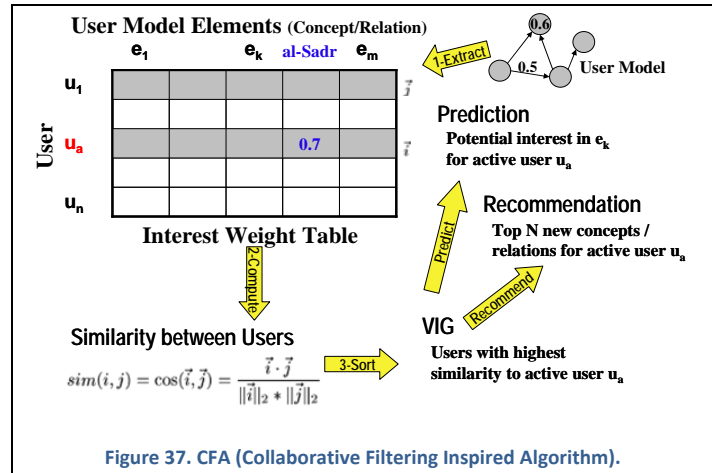 User Model Elements (Concept/Relation)
e1 ek al-Sadr em
0.6
1-Extract
0.5
User Model
u1
j⃗
User
ua 0.7 i⃗
un
Interest Weight Table
Prediction
Potential interest in ek
for active user ua
Recommendation
Top N new concepts /
relations for active user ua
2-Compute
Predict
Recommend
Similarity between Users
sim(i, j) = cos(i⃗, j⃗) = i⃗ · j⃗ / ||i⃗||2 * ||j⃗||2
3-Sort
VIG
Users with highest
similarity to active user ua
Figure 37. CFA (Collaborative Filtering Inspired Algorithm).